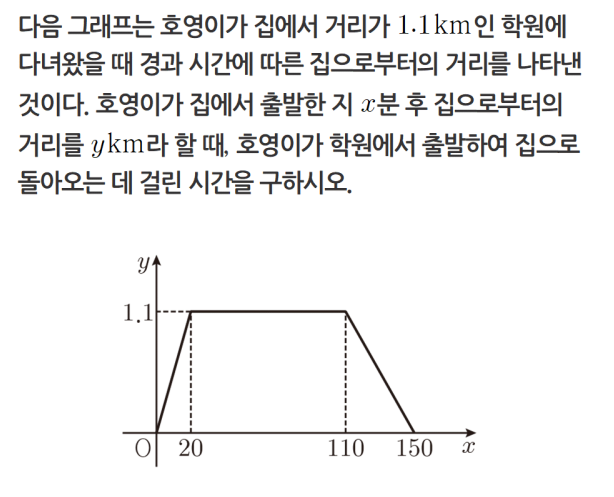 다음 그래프는 호영이가 집에서 거리가 1.1km인 학원에
다녀왔을 때 경과 시간에 따른 집으로부터의 거리를 나타낸
것이다. 호영이가 집에서 출발한 지 x분 후 집으로부터의
거리를 y km라 할 때, 호영이가 학원에서 출발하여 집으로
돌아오는 데 걸린 시간을 구하시오.
y
1.1
O 20 110 150 x